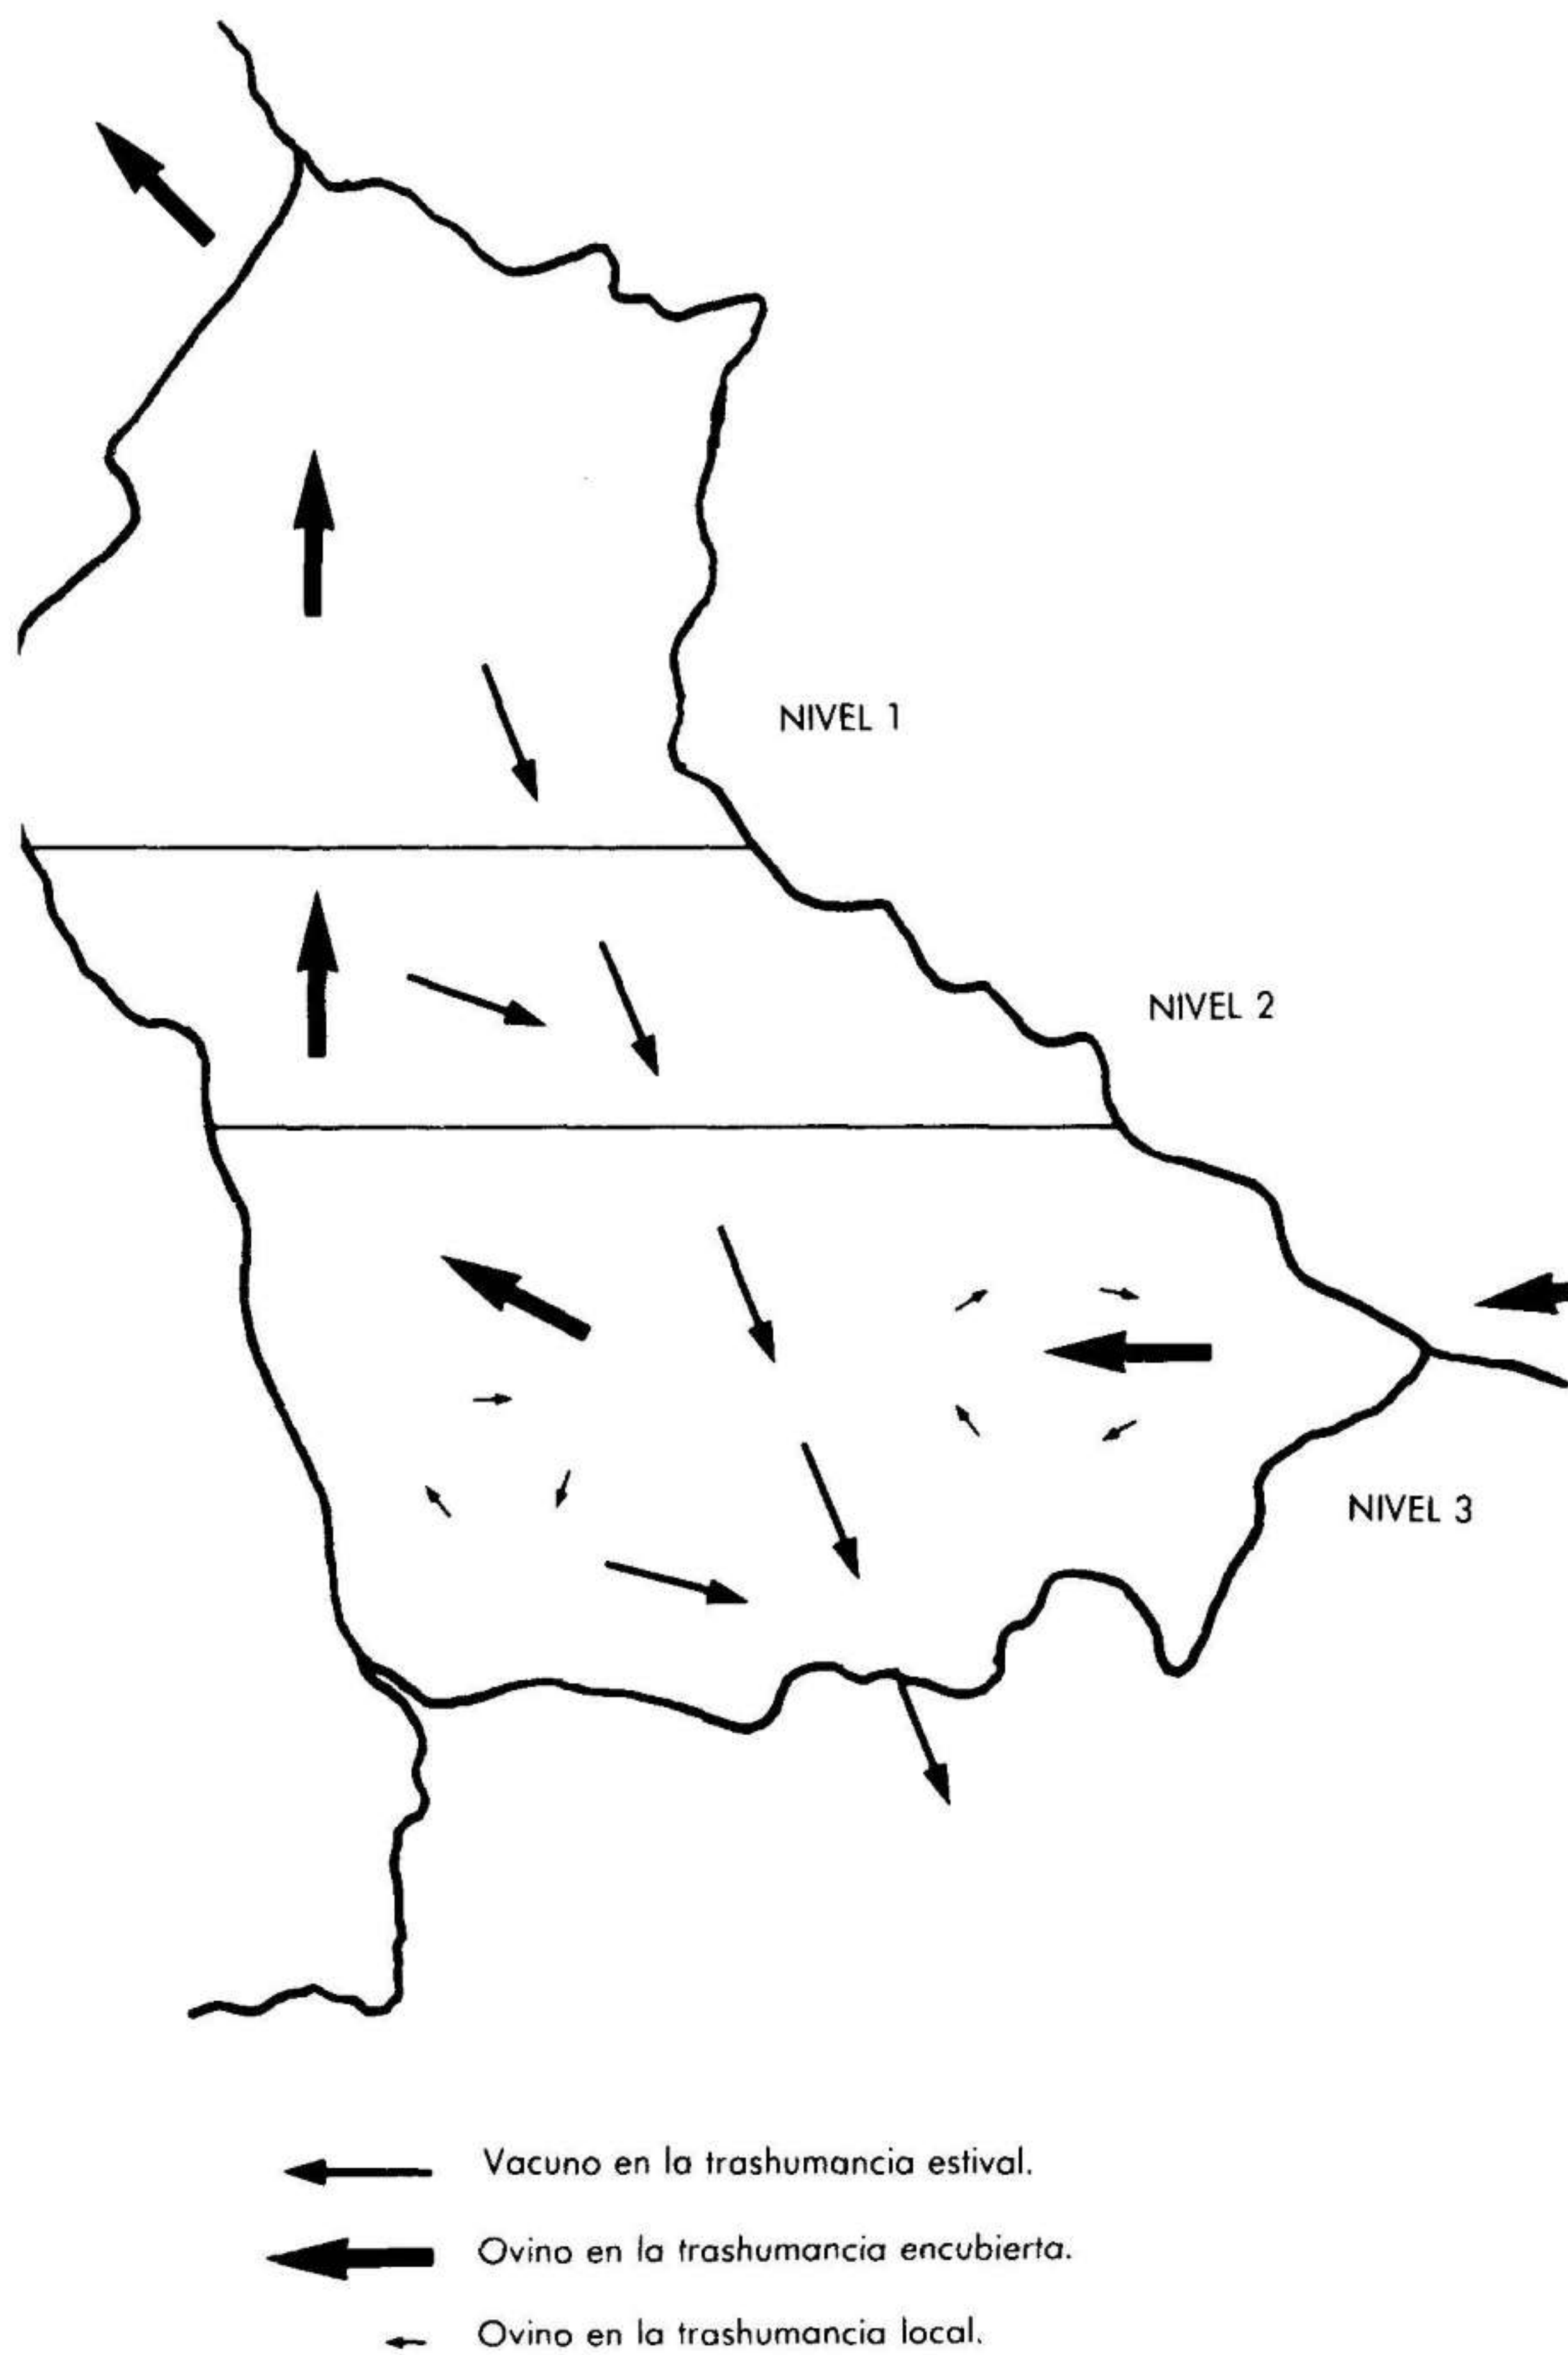 NIVEL 1
NIVEL 2
NIVEL 3
Vacuno en la trashumancia estival.
Ovino en la trashumancia encubierta.
Ovino en la trashumancia local.